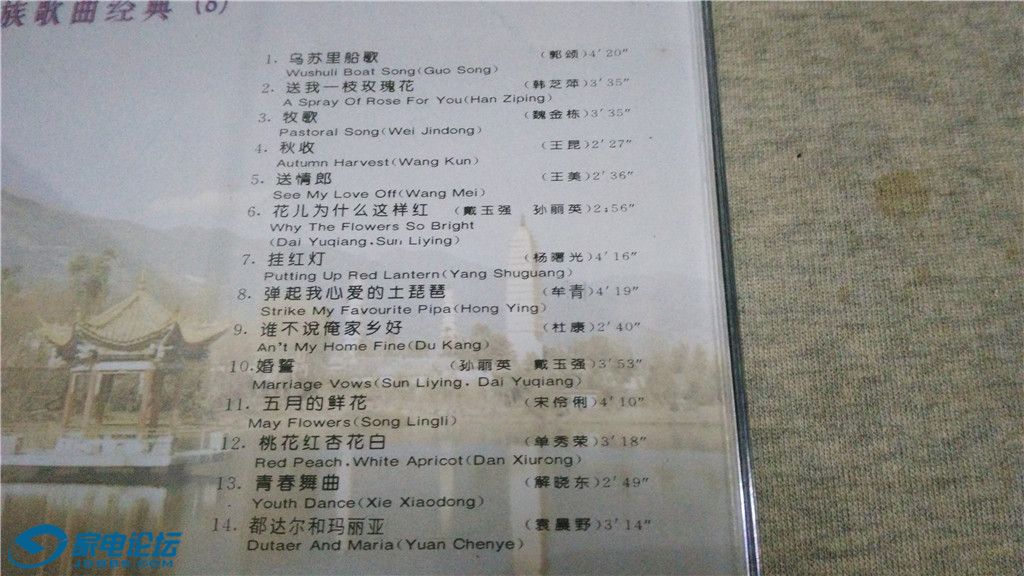 族歌曲经典 (8)
1. 乌苏里船歌 (郭颂)4'20"
Wushuli Boat Song(Guo Song)
2. 送我一枝玫瑰花 (韩芝萍)3'35"
A Spray Of Rose For You(Han Ziping)
3. 牧歌 (魏金栋)3'35"
Pastoral Song(Wei Jindong)
4. 秋收 (王昆)2'27"
Autumn Harvest(Wang Kun)
5. 送情郎 (王美)2'36"
See My Love Off(Wang Mei)
6. 花儿为什么这样红 (戴玉强 孙丽英)2:56"
Why The Flowers So Bright
(Dai Yuqiang.Sun Liying)
7. 挂红灯 (杨曙光)4'16"
Putting Up Red Lantern(Yang Shuguang)
8. 弹起我心爱的土琵琶 (牟青)4'19"
Strike My Favourite Pipa(Hong Ying)
9. 谁不说俺家乡好 (杜康)2'40"
An't My Home Fine(Du Kang)
10.婚誓 (孙丽英 戴玉强)3'53"
Marriage Vows(Sun Liying. Dai Yuqiang)
11. 五月的鲜花 (宋伶俐)4'10"
May Flowers(Song Lingli)
12. 桃花红杏花白 (单秀荣)3'18"
Red Peach.White Apricot(Dan Xiurong)
13. 青春舞曲 (解晓东)2'49"
Youth Dance(Xie Xiaodong)
14. 都达尔和玛丽亚 (袁晨野)3'14"
Dutaer And Maria(Yuan Chenye)
家电论坛
JDBBS.COM